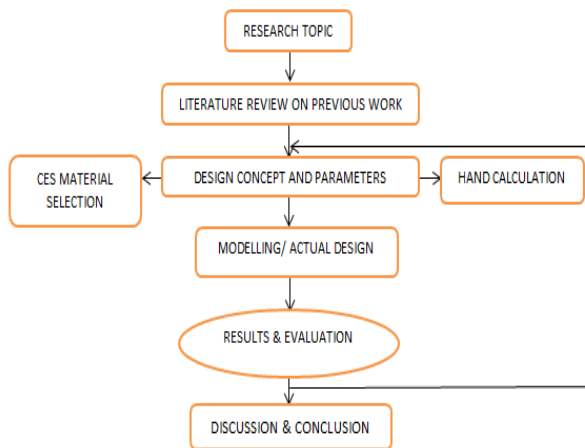 RESEARCH TOPIC
LITERATURE REVIEW ON PREVIOUS WORK
CES MATERIAL
SELECTION
DESIGN CONCEPT AND PARAMETERS
HAND CALCULATION
MODELLING/ ACTUAL DESIGN
RESULTS & EVALUATION
DISCUSSION & CONCLUSION